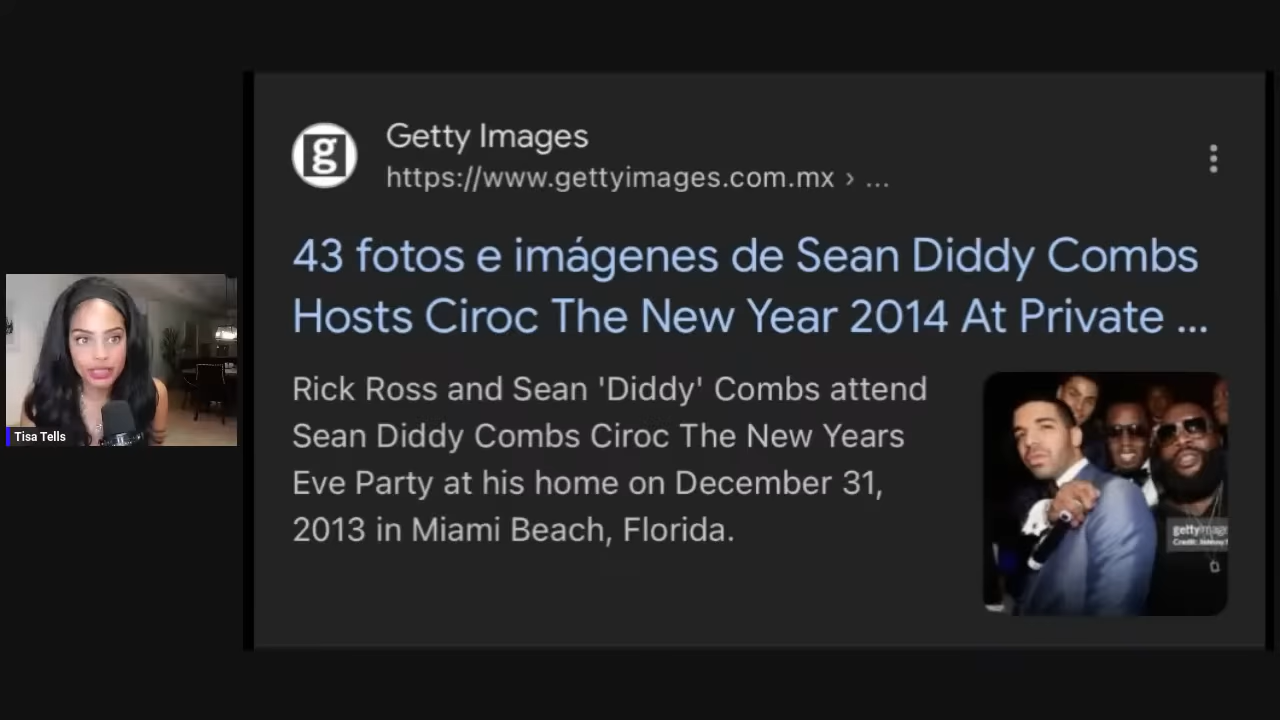 g
Getty Images
https://www.gettyimages.com.mx › ...
43 fotos e imágenes de Sean Diddy Combs
Hosts Ciroc The New Year 2014 At Private ...
Rick Ross and Sean 'Diddy' Combs attend
Sean Diddy Combs Ciroc The New Years
Eve Party at his home on December 31,
2013 in Miami Beach, Florida.
gettyimage
Credit:
Tisa Tells